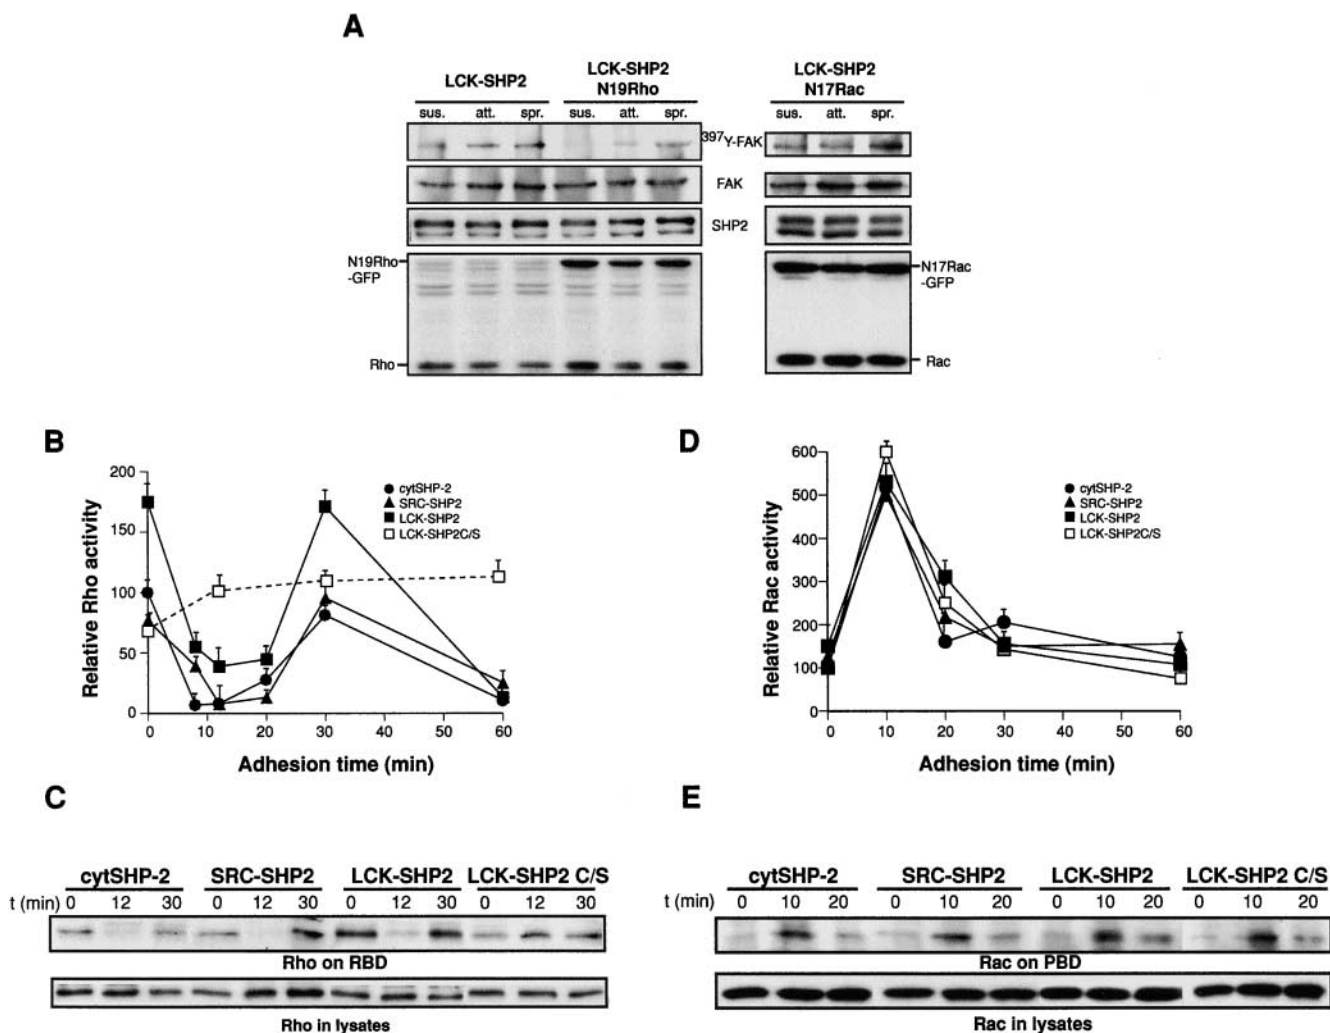 A
LCK-SHP2
LCK-SHP2
N19Rho
LCK-SHP2
N17Rac
sus. att. spr. sus. att. spr. sus. att. spr.
397Y-FAK
FAK
SHP2
N19Rho
-GFP
N17Rac
-GFP
Rho
Rac
B
200
150
100
50
0
Relative Rho activity
cytSHP-2
SRC-SHP2
LCK-SHP2
LCK-SHP2C/S
0 10 20 30 40 50 60
Adhesion time (min)
D
600
500
400
300
200
100
0
Relative Rac activity
cytSHP-2
SRC-SHP2
LCK-SHP2
LCK-SHP2C/S
0 10 20 30 40 50 60
Adhesion time (min)
C
cytSHP-2 SRC-SHP2 LCK-SHP2 LCK-SHP2 C/S
t (min) 0 12 30 0 12 30 0 12 30 0 12 30
Rho on RBD
Rho in lysates
E
cytSHP-2 SRC-SHP2 LCK-SHP2 LCK-SHP2 C/S
t (min) 0 10 20 0 10 20 0 10 20 0 10 20
Rac on PBD
Rac in lysates